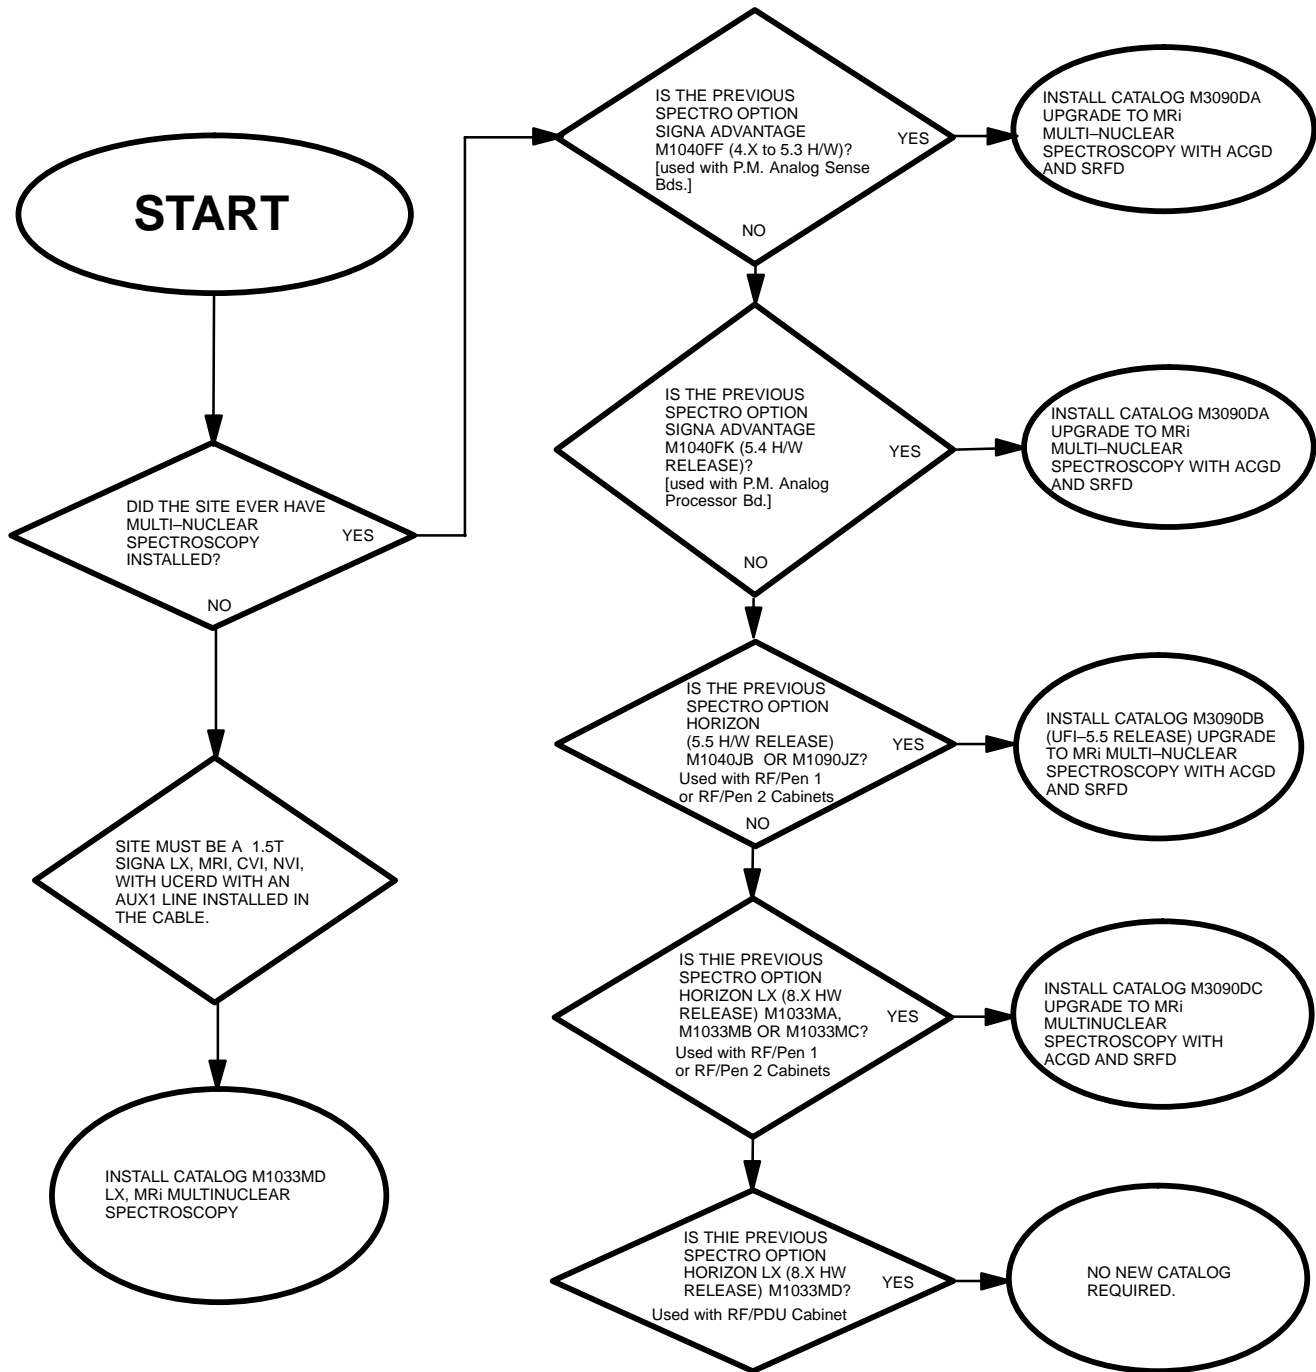 START
DID THE SITE EVER HAVE
MULTI–NUCLEAR
SPECTROSCOPY
INSTALLED?
YES
NO
SITE MUST BE A 1.5T
SIGNA LX, MRI, CVI, NVI,
WITH UCERD WITH AN
AUX1 LINE INSTALLED IN
THE CABLE.
INSTALL CATALOG M1033MD
LX, MRi MULTINUCLEAR
SPECTROSCOPY
IS THE PREVIOUS
SPECTRO OPTION
SIGNA ADVANTAGE
M1040FF (4.X to 5.3 H/W)?
[used with P.M. Analog Sense
Bds.]
YES
NO
INSTALL CATALOG M3090DA
UPGRADE TO MRi
MULTI–NUCLEAR
SPECTROSCOPY WITH ACGD
AND SRFD
IS THE PREVIOUS
SPECTRO OPTION
SIGNA ADVANTAGE
M1040FK (5.4 H/W
RELEASE)?
[used with P.M. Analog
Processor Bd.]
YES
NO
INSTALL CATALOG M3090DA
UPGRADE TO MRi
MULTI–NUCLEAR
SPECTROSCOPY WITH ACGD
AND SRFD
IS THE PREVIOUS
SPECTRO OPTION
HORIZON
(5.5 H/W RELEASE)
M1040JB OR M1090JZ?
Used with RF/Pen 1
or RF/Pen 2 Cabinets
YES
NO
INSTALL CATALOG M3090DB
(UFI–5.5 RELEASE) UPGRADE
TO MRi MULTI–NUCLEAR
SPECTROSCOPY WITH ACGD
AND SRFD
IS THIE PREVIOUS
SPECTRO OPTION
HORIZON LX (8.X HW
RELEASE) M1033MA,
M1033MB OR M1033MC?
Used with RF/Pen 1
or RF/Pen 2 Cabinets
YES
INSTALL CATALOG M3090DC
UPGRADE TO MRi
MULTINUCLEAR
SPECTROSCOPY WITH
ACGD AND SRFD
IS THIE PREVIOUS
SPECTRO OPTION
HORIZON LX (8.X HW
RELEASE) M1033MD?
Used with RF/PDU Cabinet
YES
NO NEW CATALOG
REQUIRED.